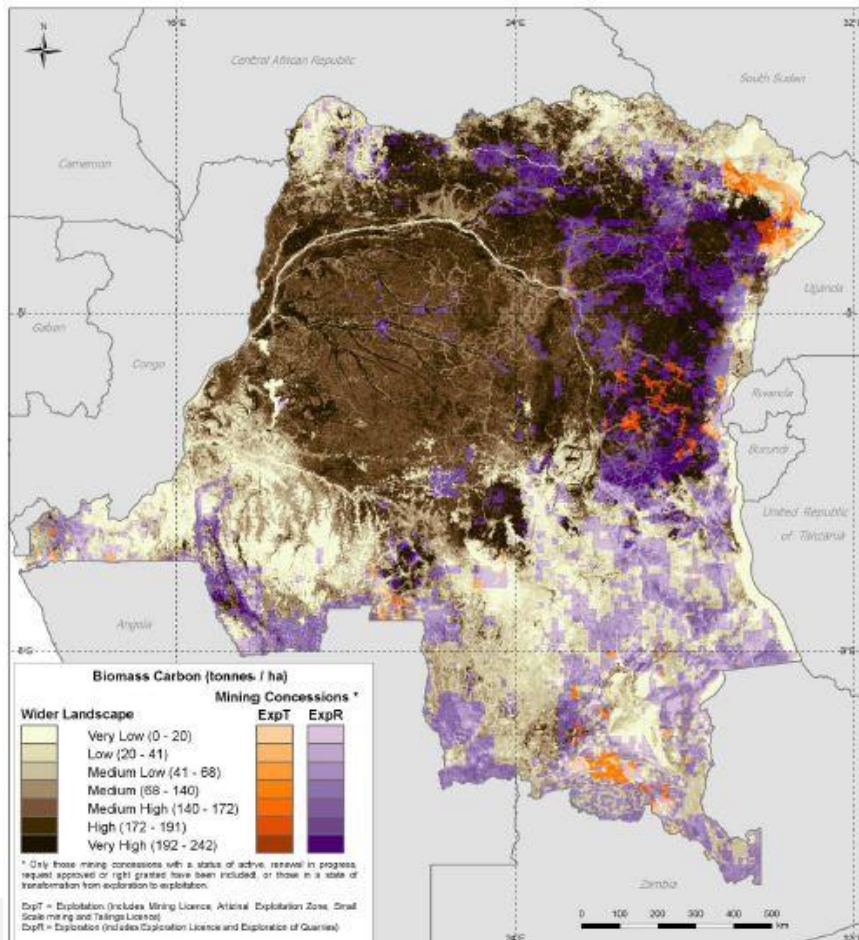 16°E
24°E
32°E
N
Central African Republic
South Sudan
Cameroon
Uganda
Gabon
Congo
Rwanda
Burundi
United Republic
of Tanzania
Angola
8°S
Biomass Carbon (tonnes / ha)
Mining Concessions *
Wider Landscape
ExpT
ExpR
Very Low (0 - 20)
Low (20 - 41)
Medium Low (41 - 68)
Medium (68 - 140)
Medium High (140 - 172)
High (172 - 191)
Very High (192 - 242)
* Only those mining concessions with a status of active, renewal in progress,
request approved or right granted have been included, or those in a state of
transformation from exploration to exploitation.
ExpT = Exploitation (Includes Mining Licence, Artisinal Exploitation Zone, Small
Scale mining and Tailings Licence)
ExpR = Exploration (Includes Exploration Licence and Exploration of Quarries)
Zambia
0 100 200 300 400 500
km
24°E